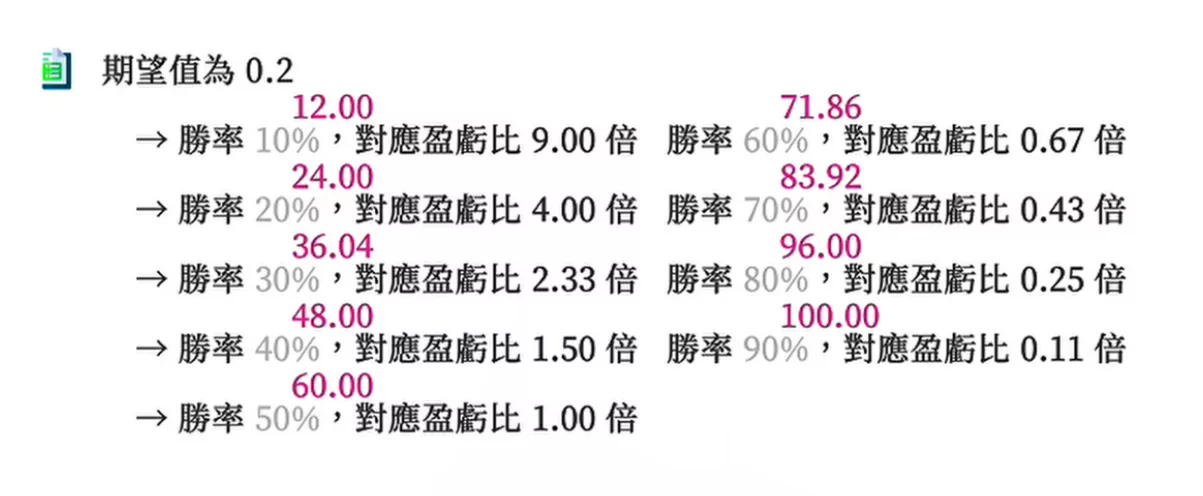 期望值為 0.2
12.00
71.86
→ 勝率 10%，對應盈虧比 9.00 倍 勝率 60%，對應盈虧比 0.67 倍
24.00
83.92
→ 勝率 20%，對應盈虧比 4.00 倍 勝率 70%，對應盈虧比 0.43 倍
36.04
96.00
→ 勝率 30%，對應盈虧比 2.33 倍 勝率 80%，對應盈虧比 0.25 倍
48.00
100.00
→ 勝率 40%，對應盈虧比 1.50 倍 勝率 90%，對應盈虧比 0.11 倍
60.00
→ 勝率 50%，對應盈虧比 1.00 倍